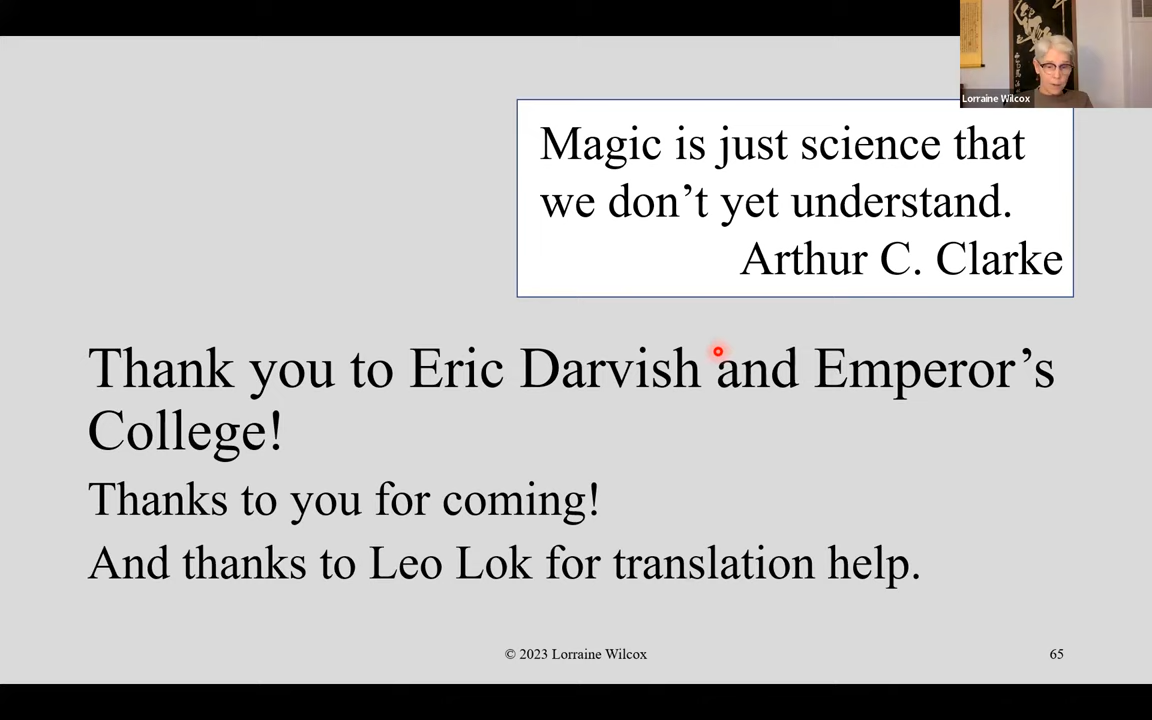 Lorraine Wilcox
Magic is just science that
we don’t yet understand.
Arthur C. Clarke
Thank you to Eric Darvish and Emperor’s
College!
Thanks to you for coming!
And thanks to Leo Lok for translation help.
© 2023 Lorraine Wilcox
65